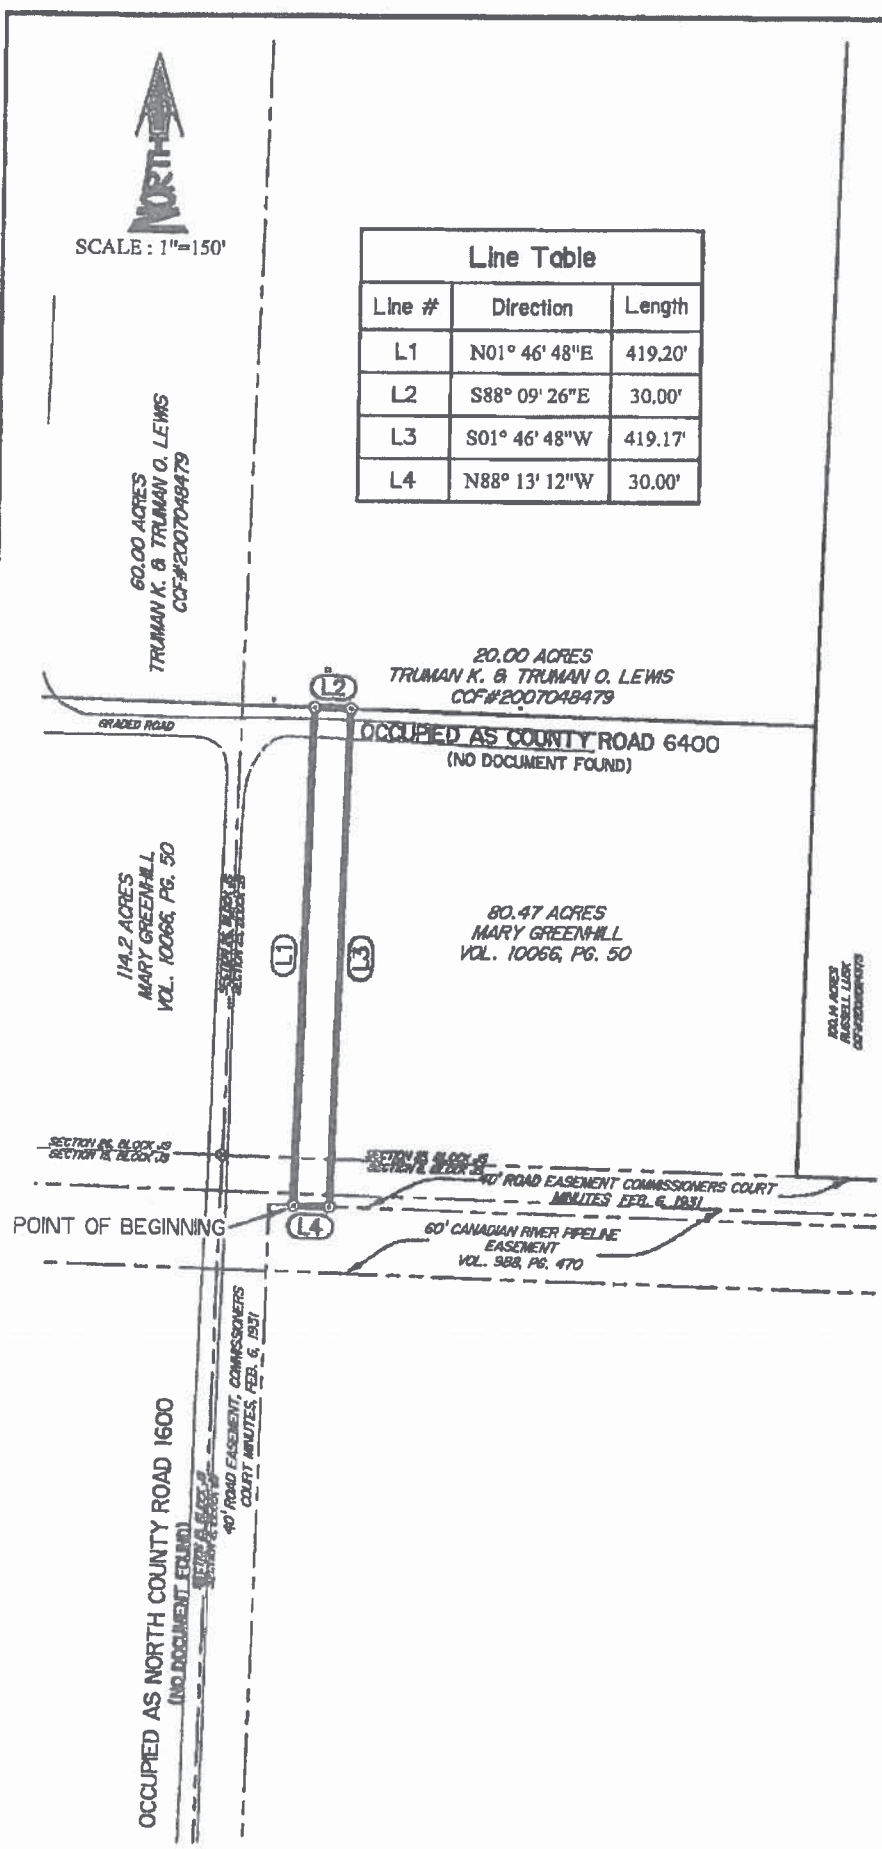 NORTH
SCALE : 1"=150'
Line Table
Line # Direction Length
L1 N01° 46' 48"E 419.20'
L2 S88° 09' 26"E 30.00'
L3 S01° 46' 48"W 419.17'
L4 N88° 13' 12"W 30.00'
60.00 ACRES
TRUMAN K. & TRUMAN O. LEWIS
CCF#2007048479
20.00 ACRES
TRUMAN K. & TRUMAN O. LEWIS
CCF#2007048479
L2
GRADED ROAD
OCCUPIED AS COUNTY ROAD 6400
(NO DOCUMENT FOUND)
114.2 ACRES
MARY GREENHILL
VOL. 10066, PG. 50
L1
L3
80.47 ACRES
MARY GREENHILL
VOL. 10066, PG. 50
RUSSELL LUSK
40' ROAD EASEMENT COMMISSIONERS COURT
MINUTES FEB. 6, 1931
POINT OF BEGINNING
L4
60' CANADIAN RIVER PIPELINE
EASEMENT
VOL. 988, PG. 470
40' ROAD EASEMENT, COMMISSIONERS
COURT MINUTES, FEB. 6, 1931
OCCUPIED AS NORTH COUNTY ROAD 1600
(NO DOCUMENT FOUND)